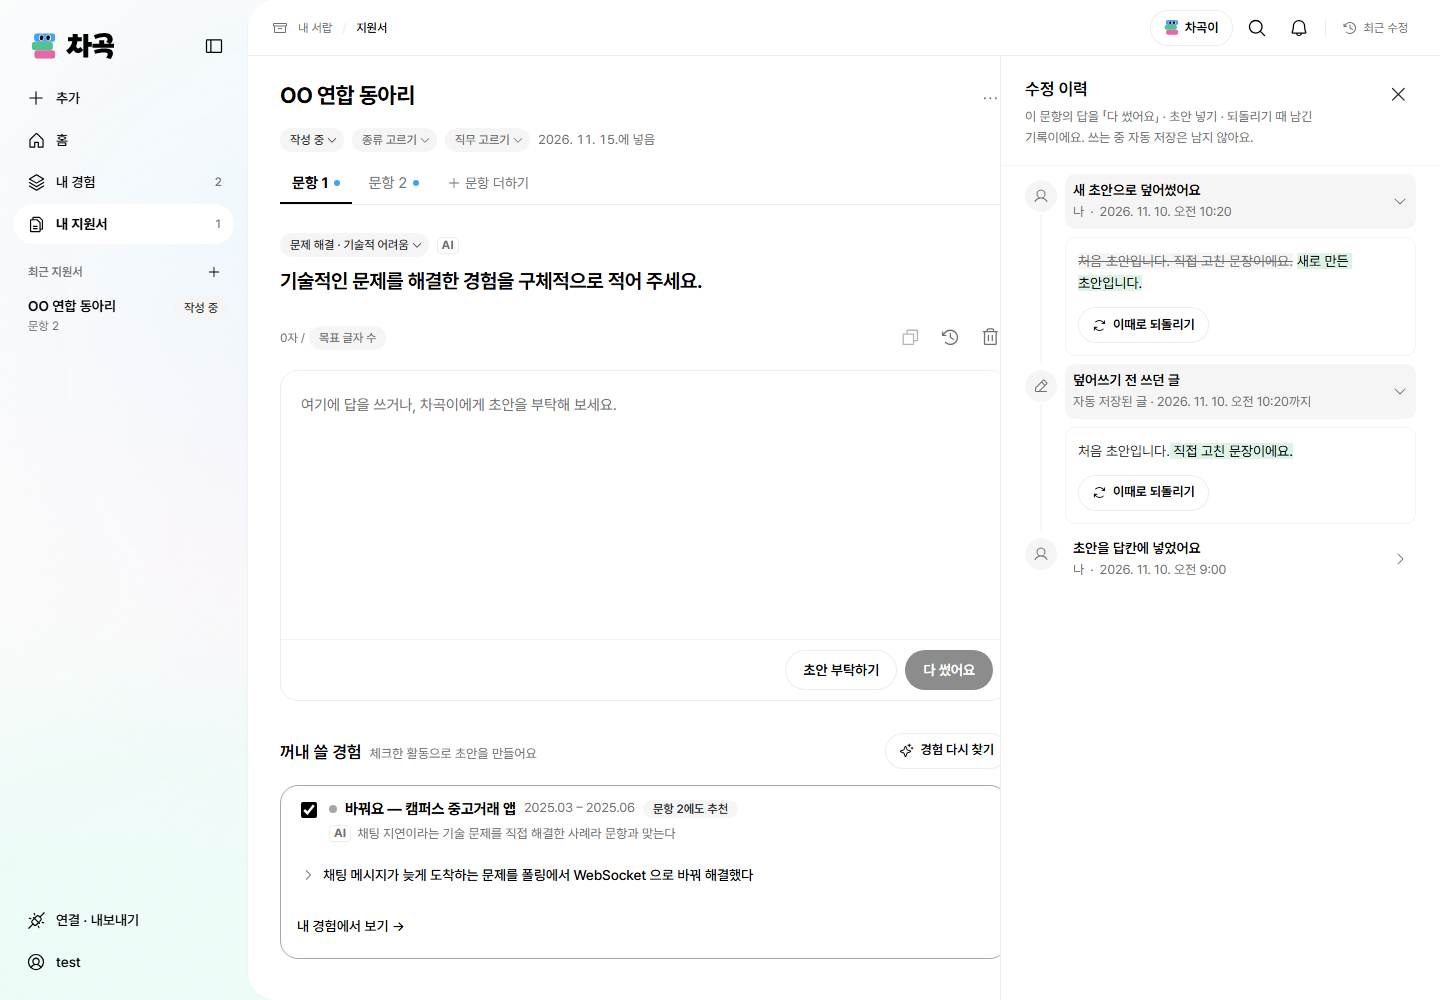 차곡
추가
홈
내 경험 2
내 지원서 1
최근 지원서
OO 연합 동아리 작성 중
문항 2
연결 · 내보내기
test
내 서랍 / 지원서
차곡이
최근 수정
OO 연합 동아리
작성 중 종류 고르기 직무 고르기 2026. 11. 15.에 넣음
문항 1 문항 2 문항 더하기
문제 해결 · 기술적 어려움 AI
기술적인 문제를 해결한 경험을 구체적으로 적어 주세요.
0자 / 목표 글자 수
여기에 답을 쓰거나, 차곡이에게 초안을 부탁해 보세요.
초안 부탁하기 다 썼어요
꺼내 쓸 경험 체크한 활동으로 초안을 만들어요
경험 다시 찾기
바꿔요 — 캠퍼스 중고거래 앱 2025.03 – 2025.06 문항 2에도 추천
AI 채팅 지연이라는 기술 문제를 직접 해결한 사례라 문항과 맞는다
채팅 메시지가 늦게 도착하는 문제를 폴링에서 WebSocket 으로 바꿔 해결했다
내 경험에서 보기 →
수정 이력
이 문항의 답을 「다 썼어요」 · 초안 넣기 · 되돌리기 때 남긴
기록이에요. 쓰는 중 자동 저장은 남지 않아요.
새 초안으로 덮어썼어요
나 · 2026. 11. 10. 오전 10:20
처음 초안입니다. 직접 고친 문장이에요. 새로 만든
초안입니다.
이때로 되돌리기
덮어쓰기 전 쓰던 글
자동 저장된 글 · 2026. 11. 10. 오전 10:20까지
처음 초안입니다. 직접 고친 문장이에요.
이때로 되돌리기
초안을 답칸에 넣었어요
나 · 2026. 11. 10. 오전 9:00